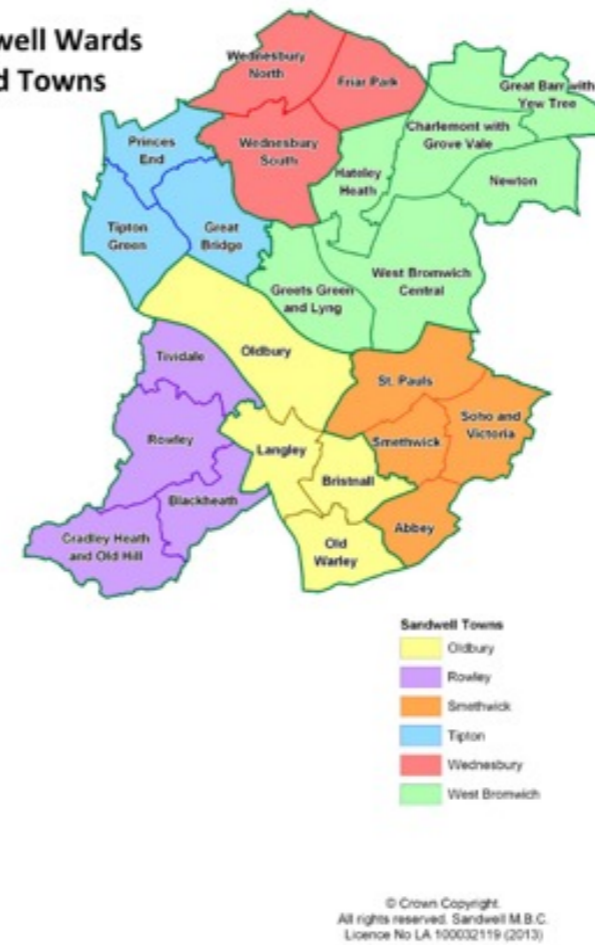 well Wards
d Towns
Wednesbury
North
Friar Park
Great Barr with
Yew Tree
Princes
End
Wednesbury
South
Charlemont with
Grove Vale
Hateley
Heath
Newton
Tipton
Green
Great
Bridge
West Bromwich
Central
Greets Green
and Lyng
Tividale
Oldbury
St. Pauls
Soho and
Victoria
Rowley
Langley
Smethwick
Bristnall
Blackheath
Abbey
Cradley Heath
and Old Hill
Old
Warley
Sandwell Towns
Oldbury
Rowley
Smethwick
Tipton
Wednesbury
West Bromwich
© Crown Copyright.
All rights reserved. Sandwell M.B.C.
Licence No LA 100032119 (2013)